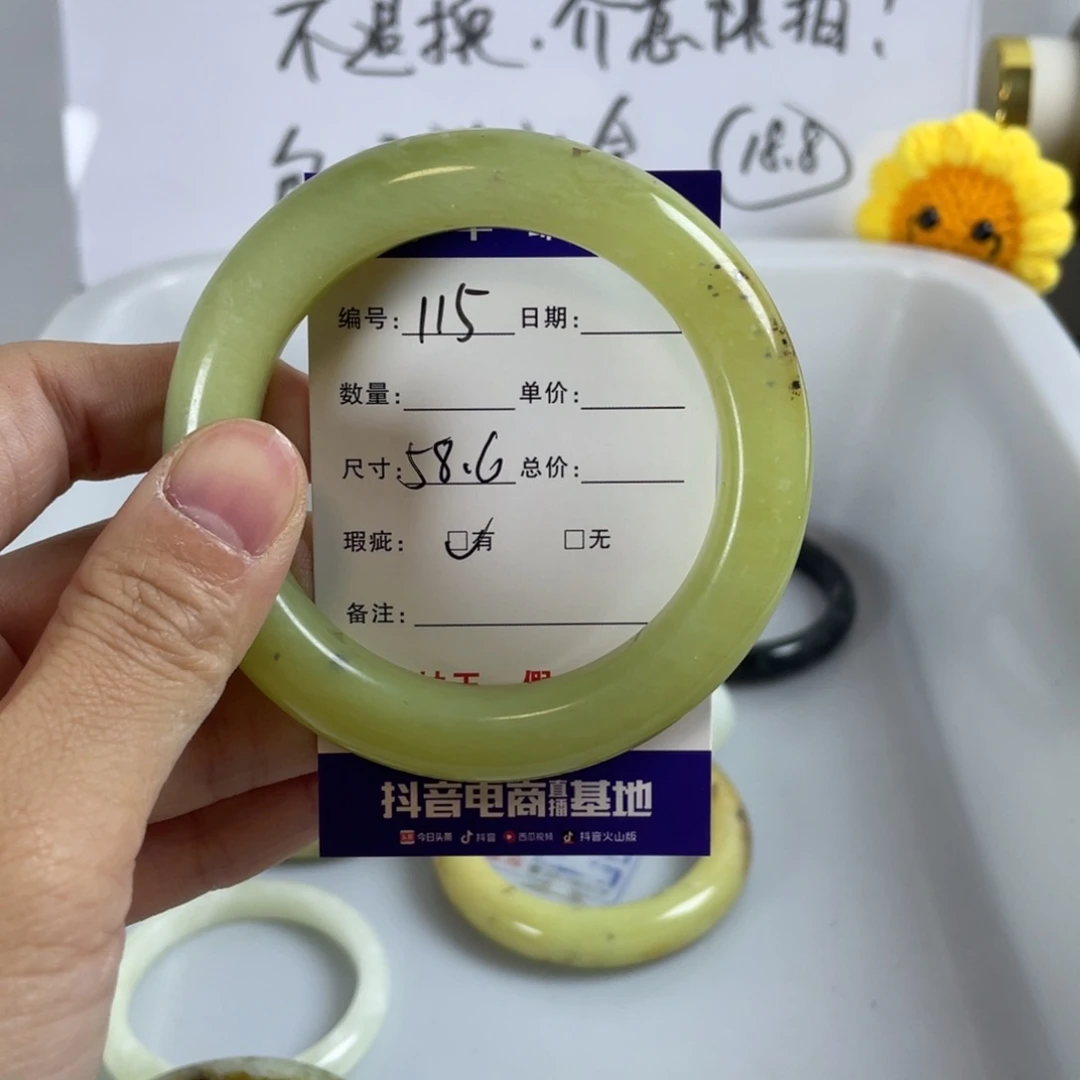 不退换.介意慎拍!
18.8
编号: 115 日期:
数量: 单价:
尺寸: 58.6 总价:
瑕疵: □有 □无
备注:
抖音电商直播基地
今日头条 抖音 西瓜视频 抖音火山版